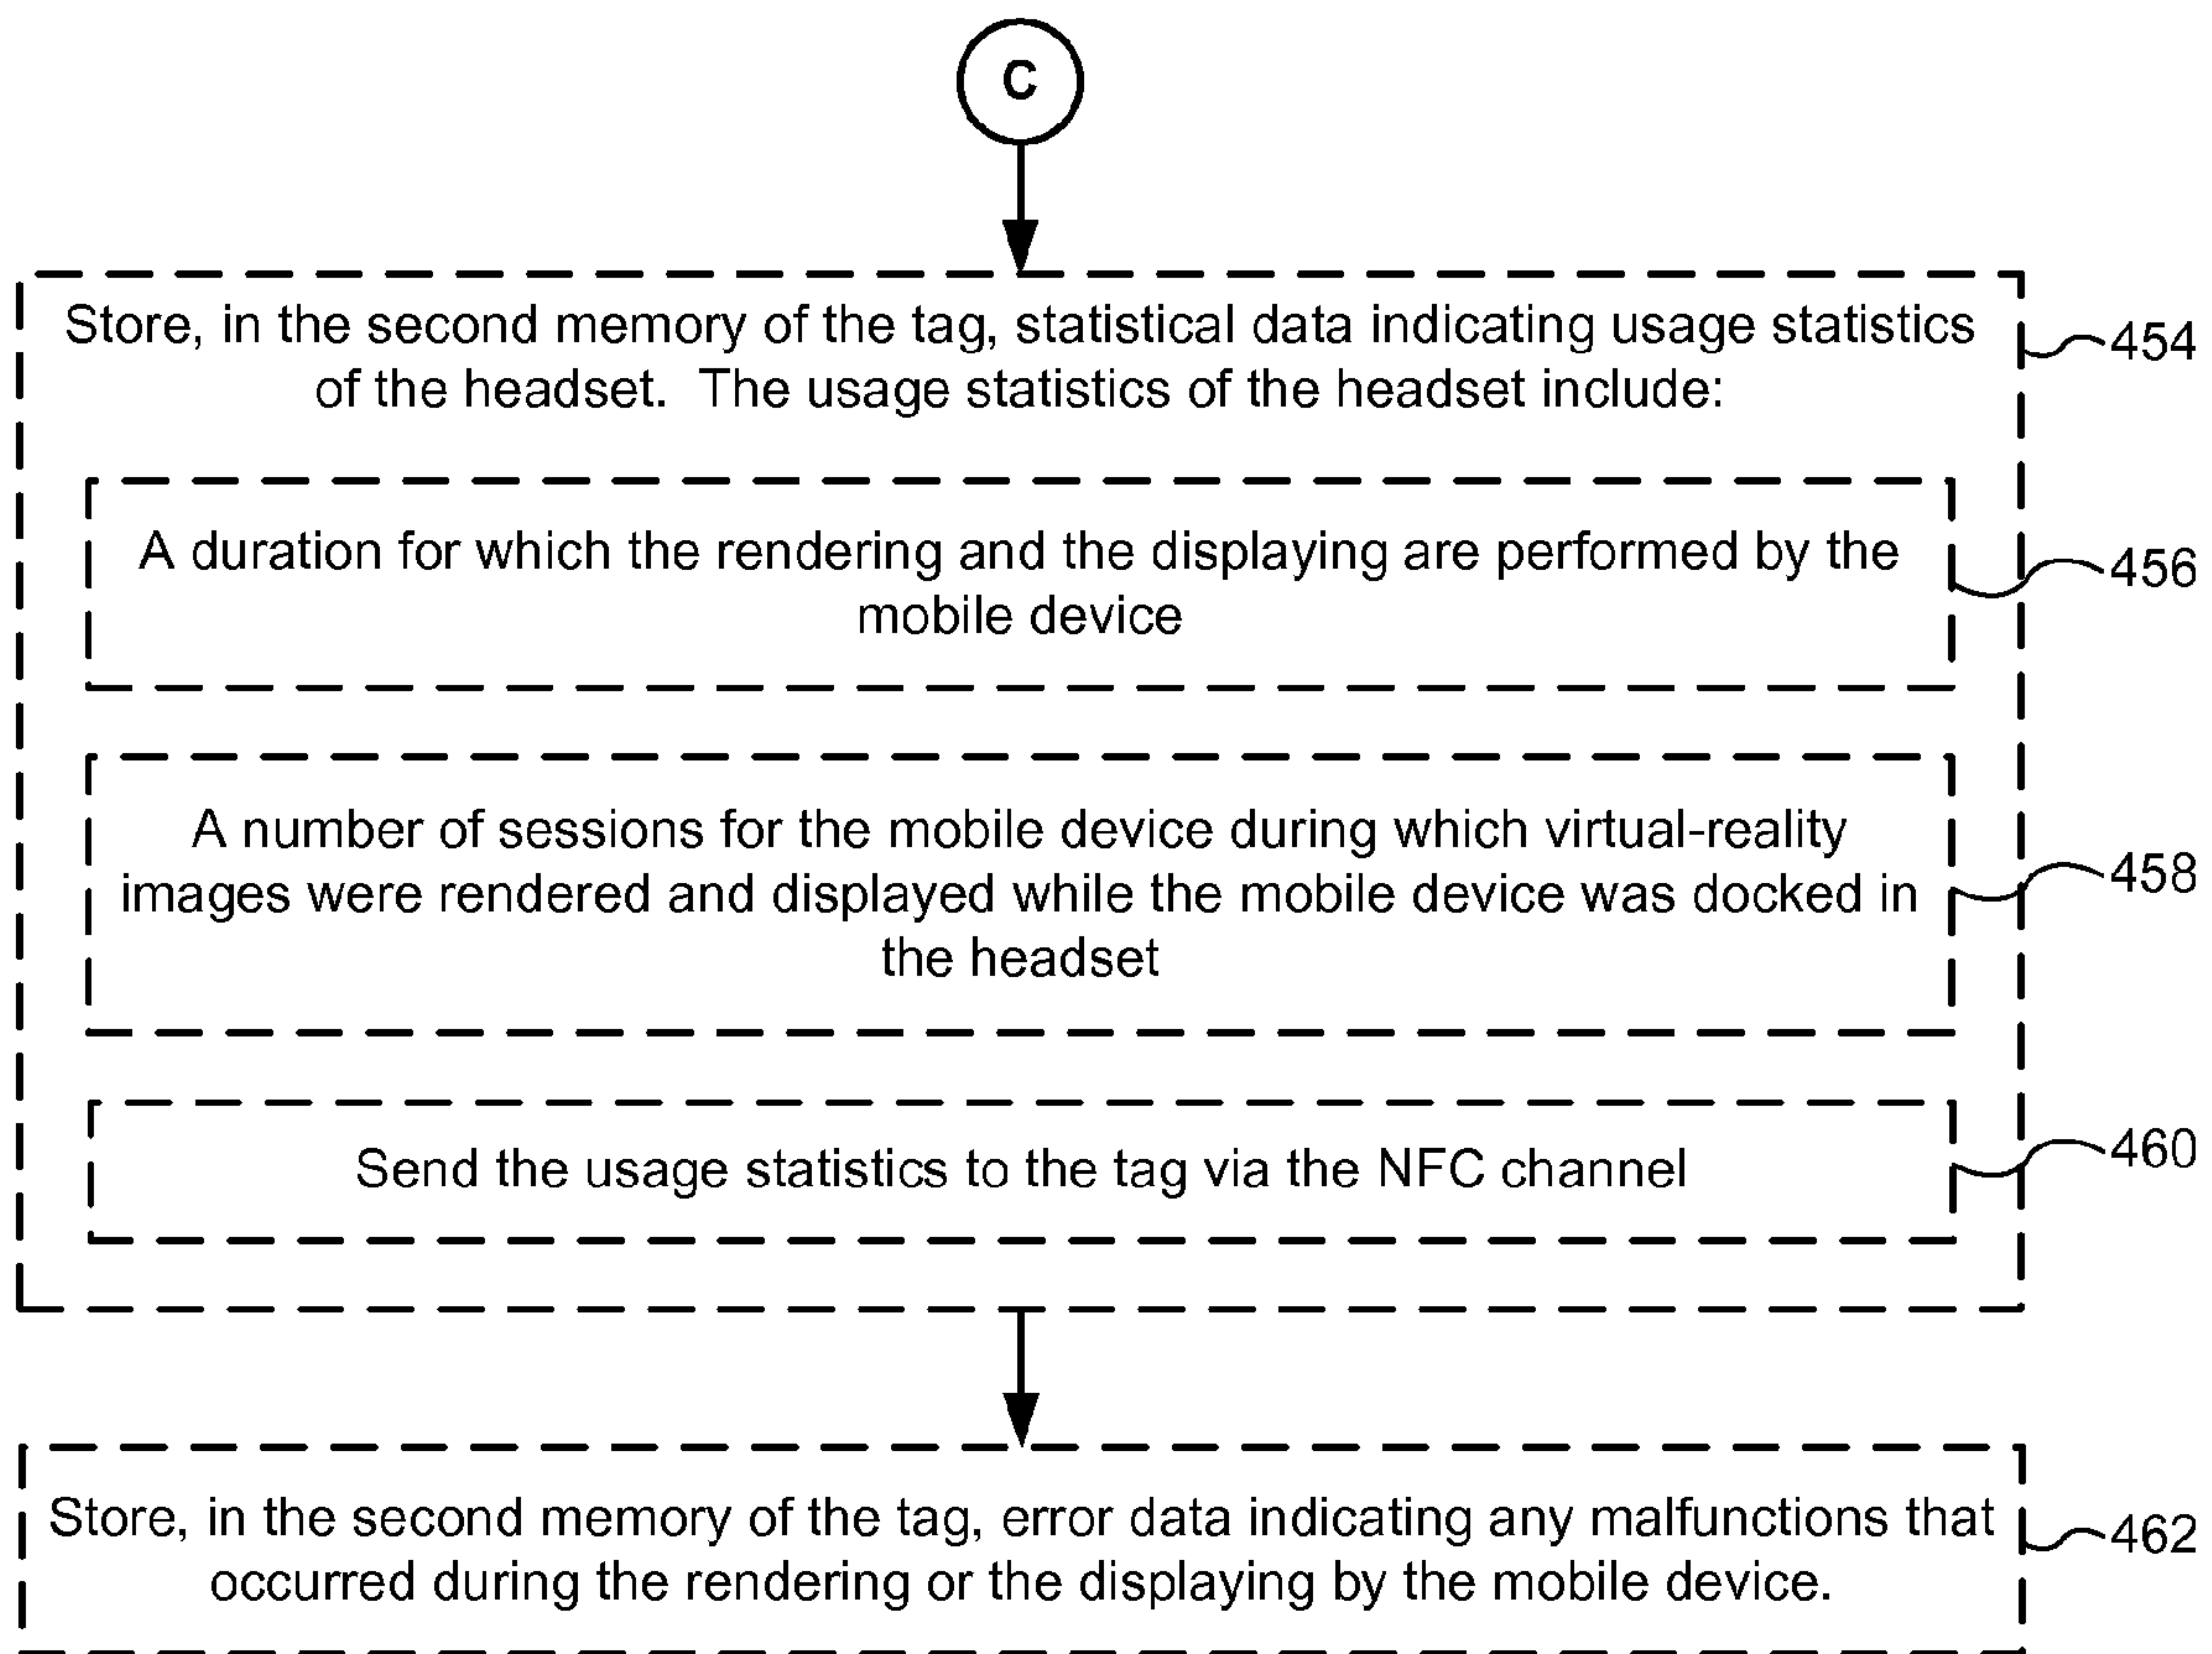 C
Store, in the second memory of the tag, statistical data indicating usage statistics
of the headset.  The usage statistics of the headset include:
454
A duration for which the rendering and the displaying are performed by the
mobile device
456
A number of sessions for the mobile device during which virtual-reality
images were rendered and displayed while the mobile device was docked in
the headset
458
Send the usage statistics to the tag via the NFC channel
460
Store, in the second memory of the tag, error data indicating any malfunctions that
occurred during the rendering or the displaying by the mobile device.
462